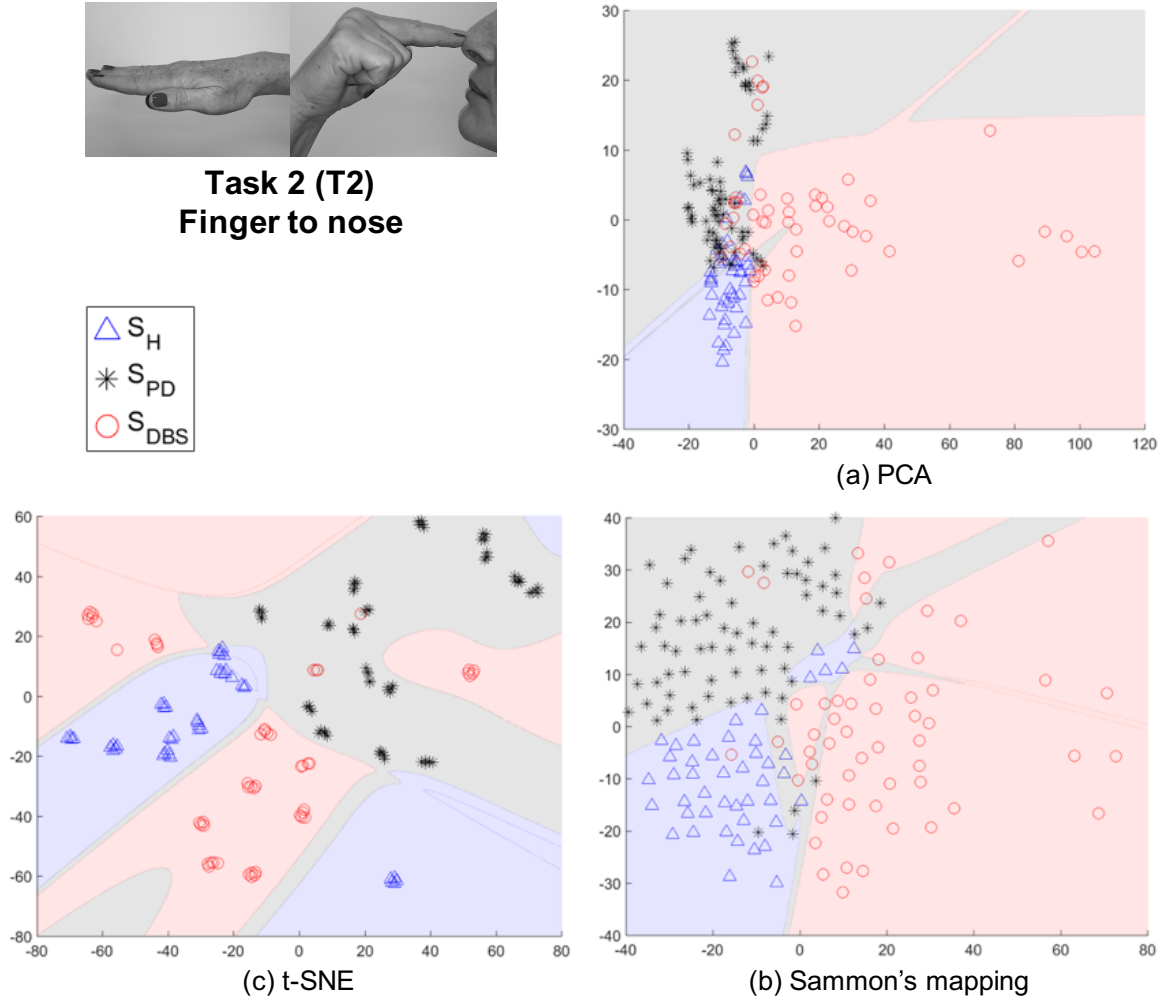 Task 2 (T2)
Finger to nose
S_H
S_PD
S_DBS
30
20
10
0
-10
-20
-30
-40 -20 0 20 40 60 80 100 120
(a) PCA
60
40
20
0
-20
-40
-60
-80
-80 -60 -40 -20 0 20 40 60 80
(c) t-SNE
40
30
20
10
0
-10
-20
-30
-40
-40 -20 0 20 40 60 80
(b) Sammon's mapping